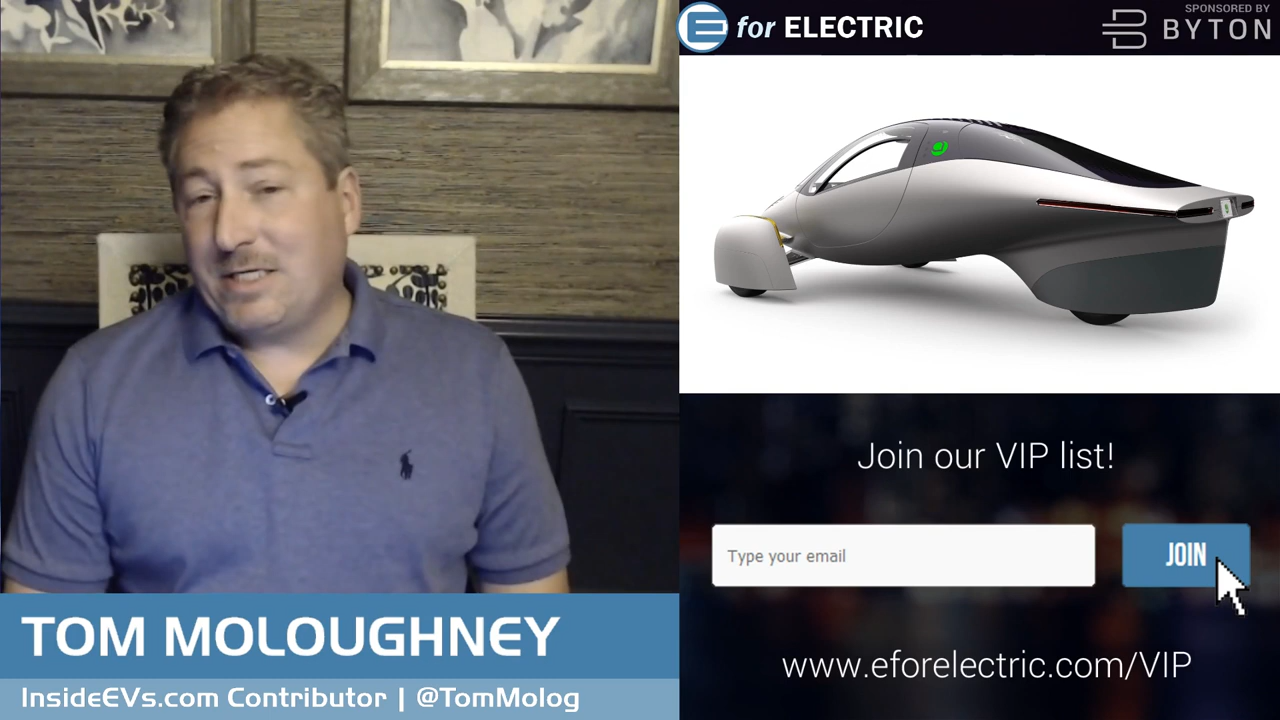 E for ELECTRIC
SPONSORED BY
BYTON
Join our VIP list!
Type your email
JOIN
www.eforelectric.com/VIP
TOM MOLOUGHNEY
InsideEVs.com Contributor | @TomMolog